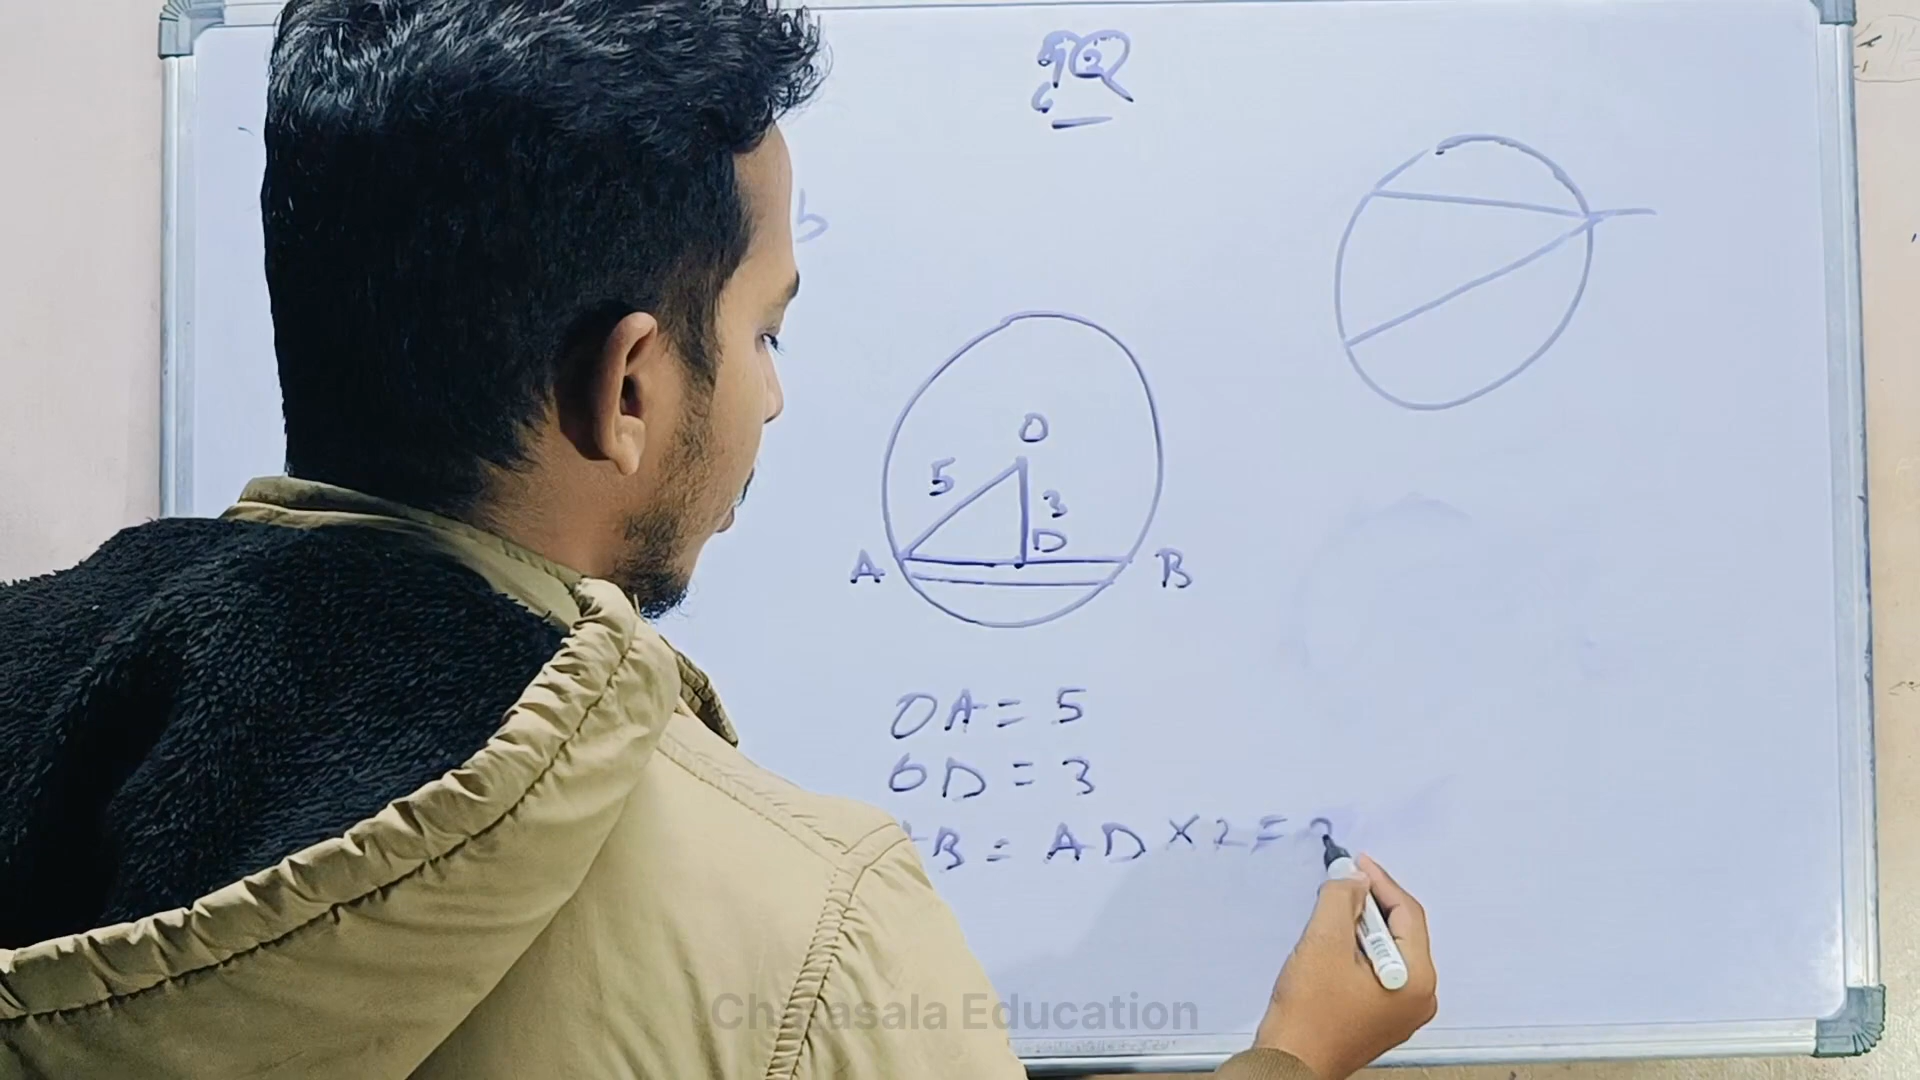 বৃত্ত
b
O
5
3
D
A
B
OA = 5
OD = 3
B = AD × 2 =
Chatasala Education